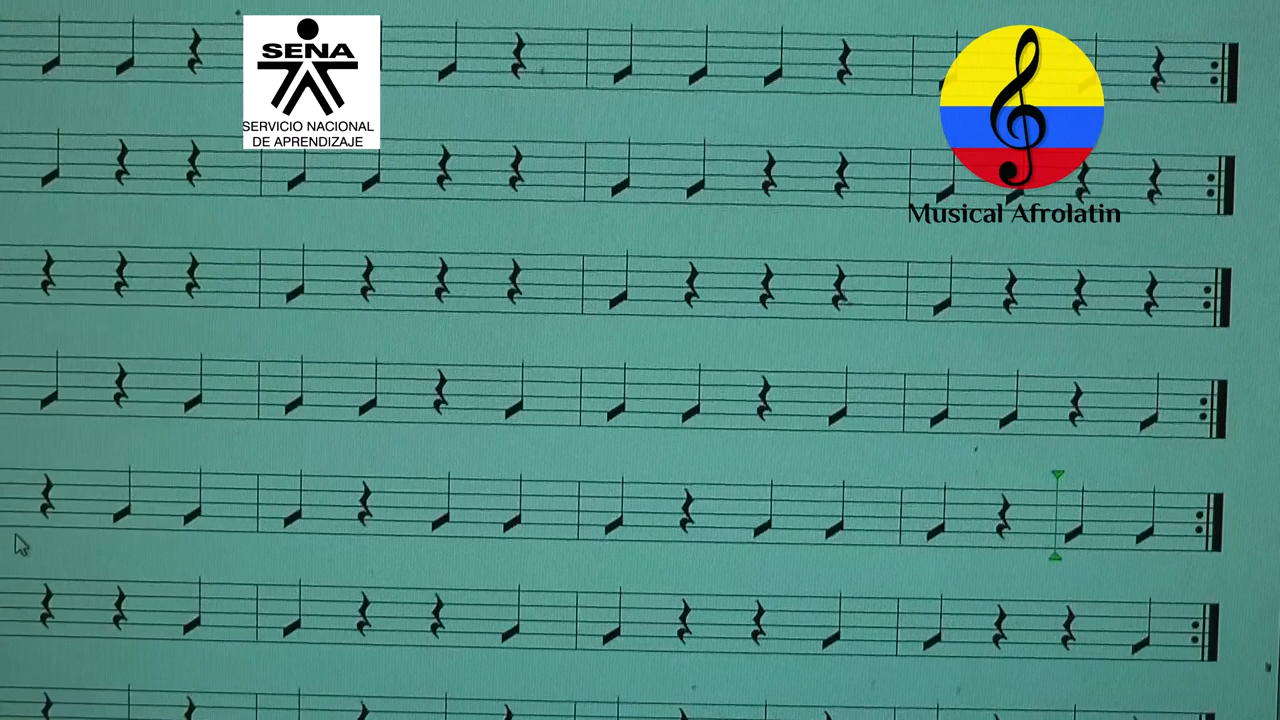 SENA
SERVICIO NACIONAL
DE APRENDIZAJE
Musical Afrolatin